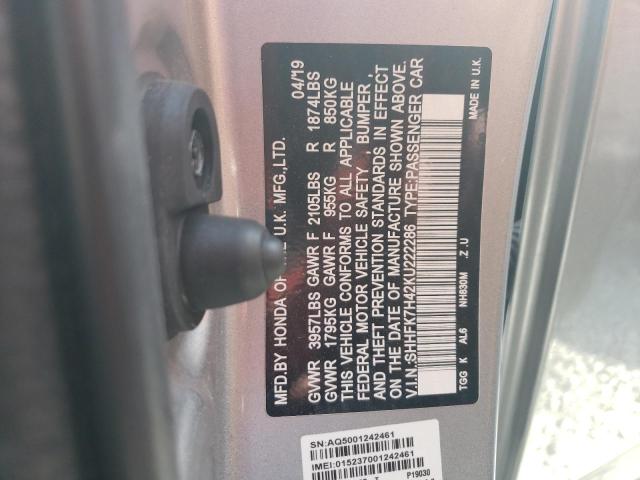 MFD.BY HONDA OF THE U.K. MFG.,LTD. 04/19
GVWR 3957LBS GAWR F 2105LBS R 1874LBS
GVWR 1795KG GAWR F 955KG R 850KG
THIS VEHICLE CONFORMS TO ALL APPLICABLE
FEDERAL MOTOR VEHICLE SAFETY , BUMPER ,
AND THEFT PREVENTION STANDARDS IN EFFECT
ON THE DATE OF MANUFACTURE SHOWN ABOVE.
V.I.N.:SHHFK7H42KU222286 TYPE:PASSENGER CAR
TGG K AL6 NH830M .Z .U MADE IN U.K.
SN:AQ5001242461
IMEI:015237001242461
P19030